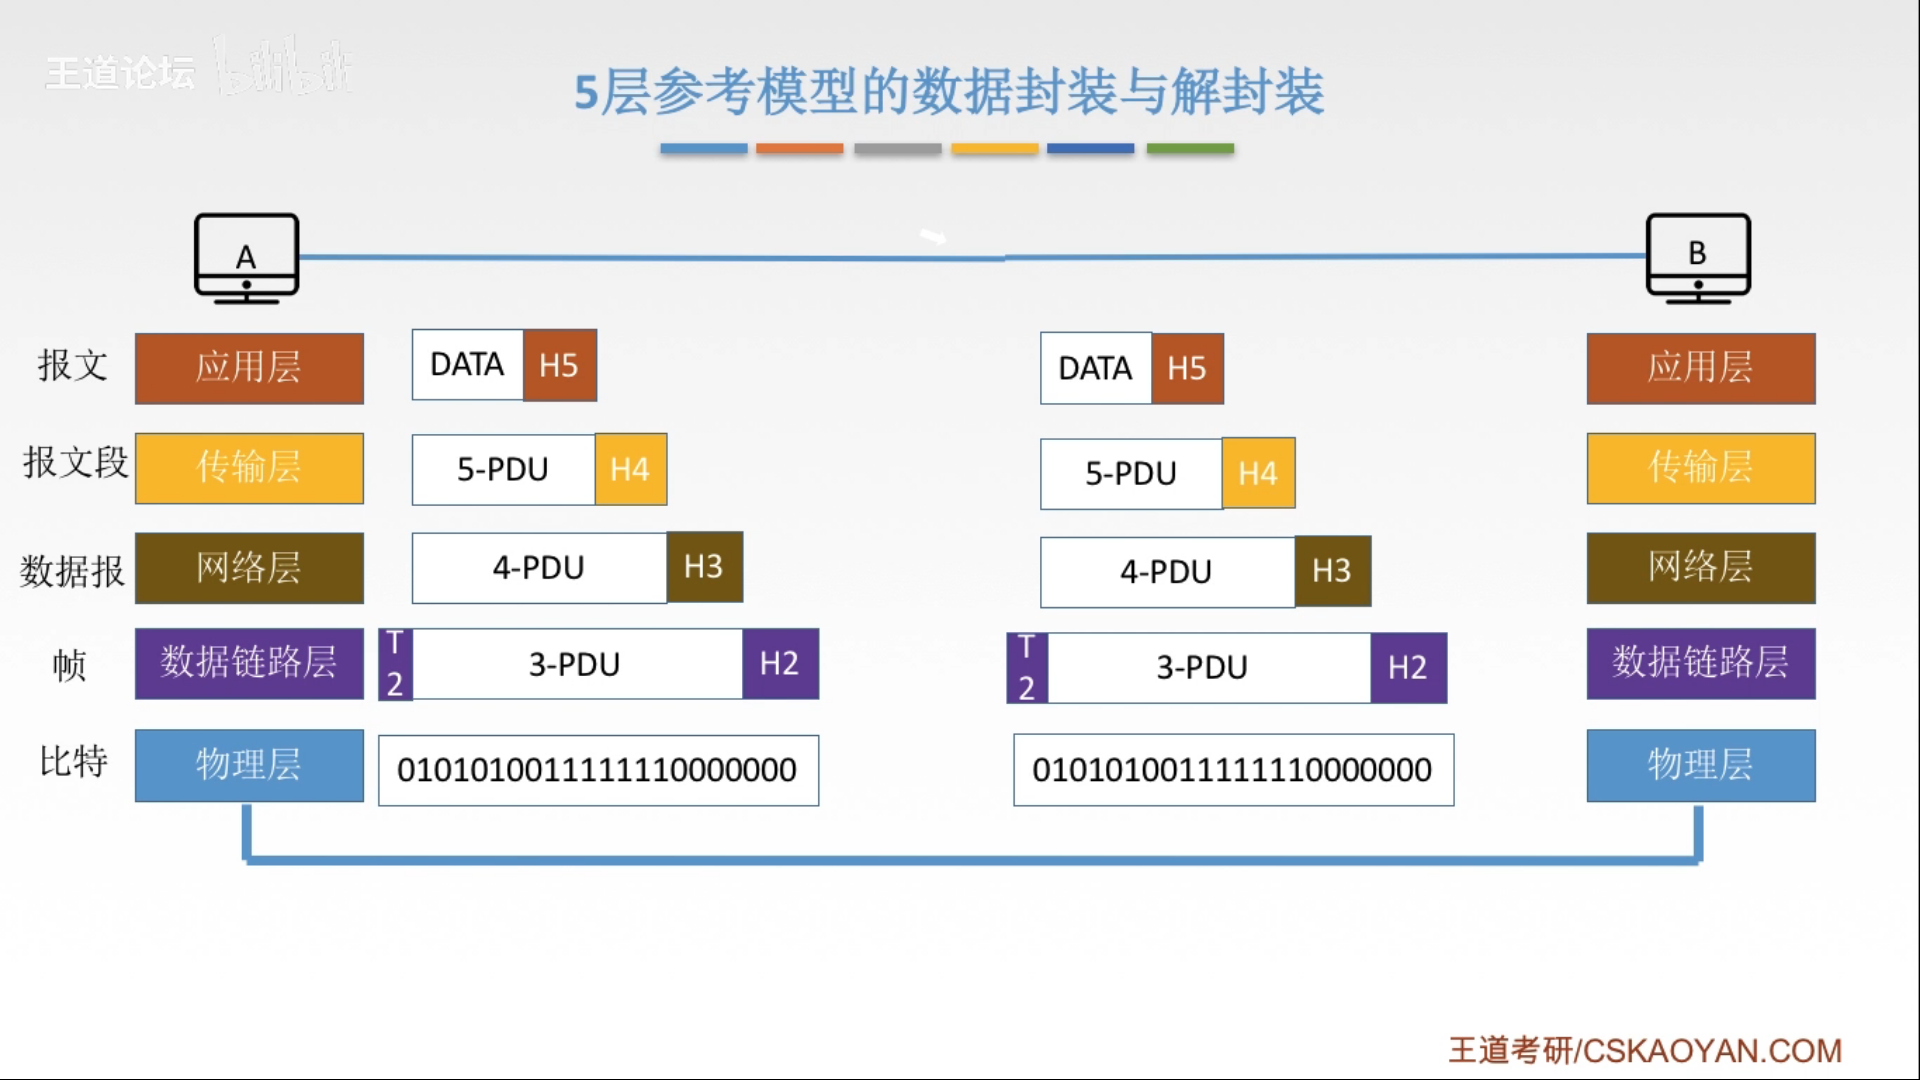 王道论坛 bilibili
5层参考模型的数据封装与解封装
A
B
报文 应用层 DATA H5 DATA H5 应用层
报文段 传输层 5-PDU H4 5-PDU H4 传输层
数据报 网络层 4-PDU H3 4-PDU H3 网络层
帧 数据链路层 T2 3-PDU H2 T2 3-PDU H2 数据链路层
比特 物理层 0101010011111110000000 0101010011111110000000 物理层
王道考研/CSKAOYAN.COM